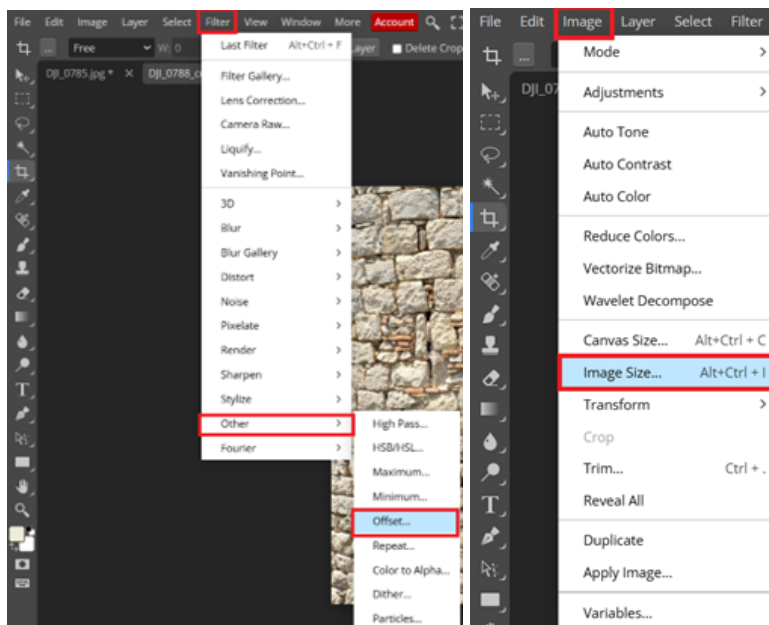 File Edit Image Layer Select Filter View Window More Account
... Free W: 0 Layer Delete Crop
DJI_0785.jpg * × DJI_0788_c
Last Filter Alt+Ctrl + F
Filter Gallery...
Lens Correction...
Camera Raw...
Liquify...
Vanishing Point...
3D >
Blur >
Blur Gallery >
Distort >
Noise >
Pixelate >
Render >
Sharpen >
Stylize >
Other >
Fourier >
High Pass...
HSB/HSL...
Maximum...
Minimum...
Offset...
Repeat...
Color to Alpha...
Dither...
Particles...
T
File Edit Image Layer Select Filter
...
DJI_07
Mode >
Adjustments >
Auto Tone
Auto Contrast
Auto Color
Reduce Colors...
Vectorize Bitmap...
Wavelet Decompose
Canvas Size... Alt+Ctrl + C
Image Size... Alt+Ctrl + I
Transform >
Crop
Trim... Ctrl + .
Reveal All
Duplicate
Apply Image...
Variables...
T